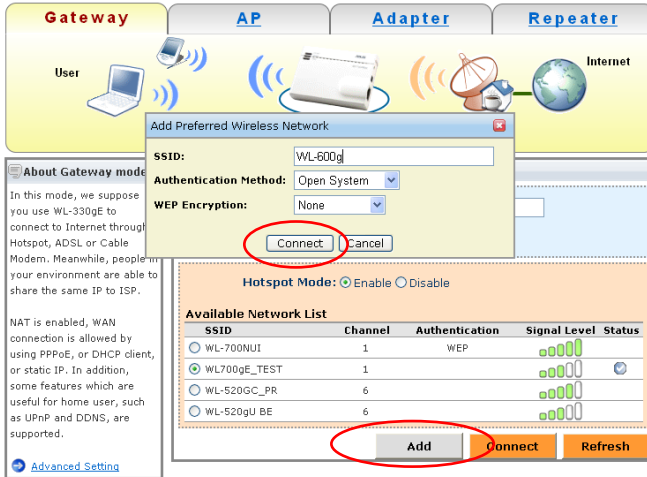 Gateway
AP
Adapter
Repeater
User
Internet
Add Preferred Wireless Network
SSID:
WL-600g
Authentication Method:
Open System
WEP Encryption:
None
Connect
Cancel
About Gateway mode
In this mode, we suppose
you use WL-330gE to
connect to Internet through
Hotspot, ADSL or Cable
Modem. Meanwhile, people in
your environment are able to
share the same IP to ISP.
NAT is enabled, WAN
connection is allowed by
using PPPoE, or DHCP client,
or static IP. In addition,
some features which are
useful for home user, such
as UPnP and DDNS, are
supported.
Advanced Setting
Hotspot Mode: Enable Disable
Available Network List
SSID Channel Authentication Signal Level Status
WL-700NUI 1 WEP
WL700gE_TEST 1
WL-520GC_PR 6
WL-520gU BE 6
Add
Connect
Refresh